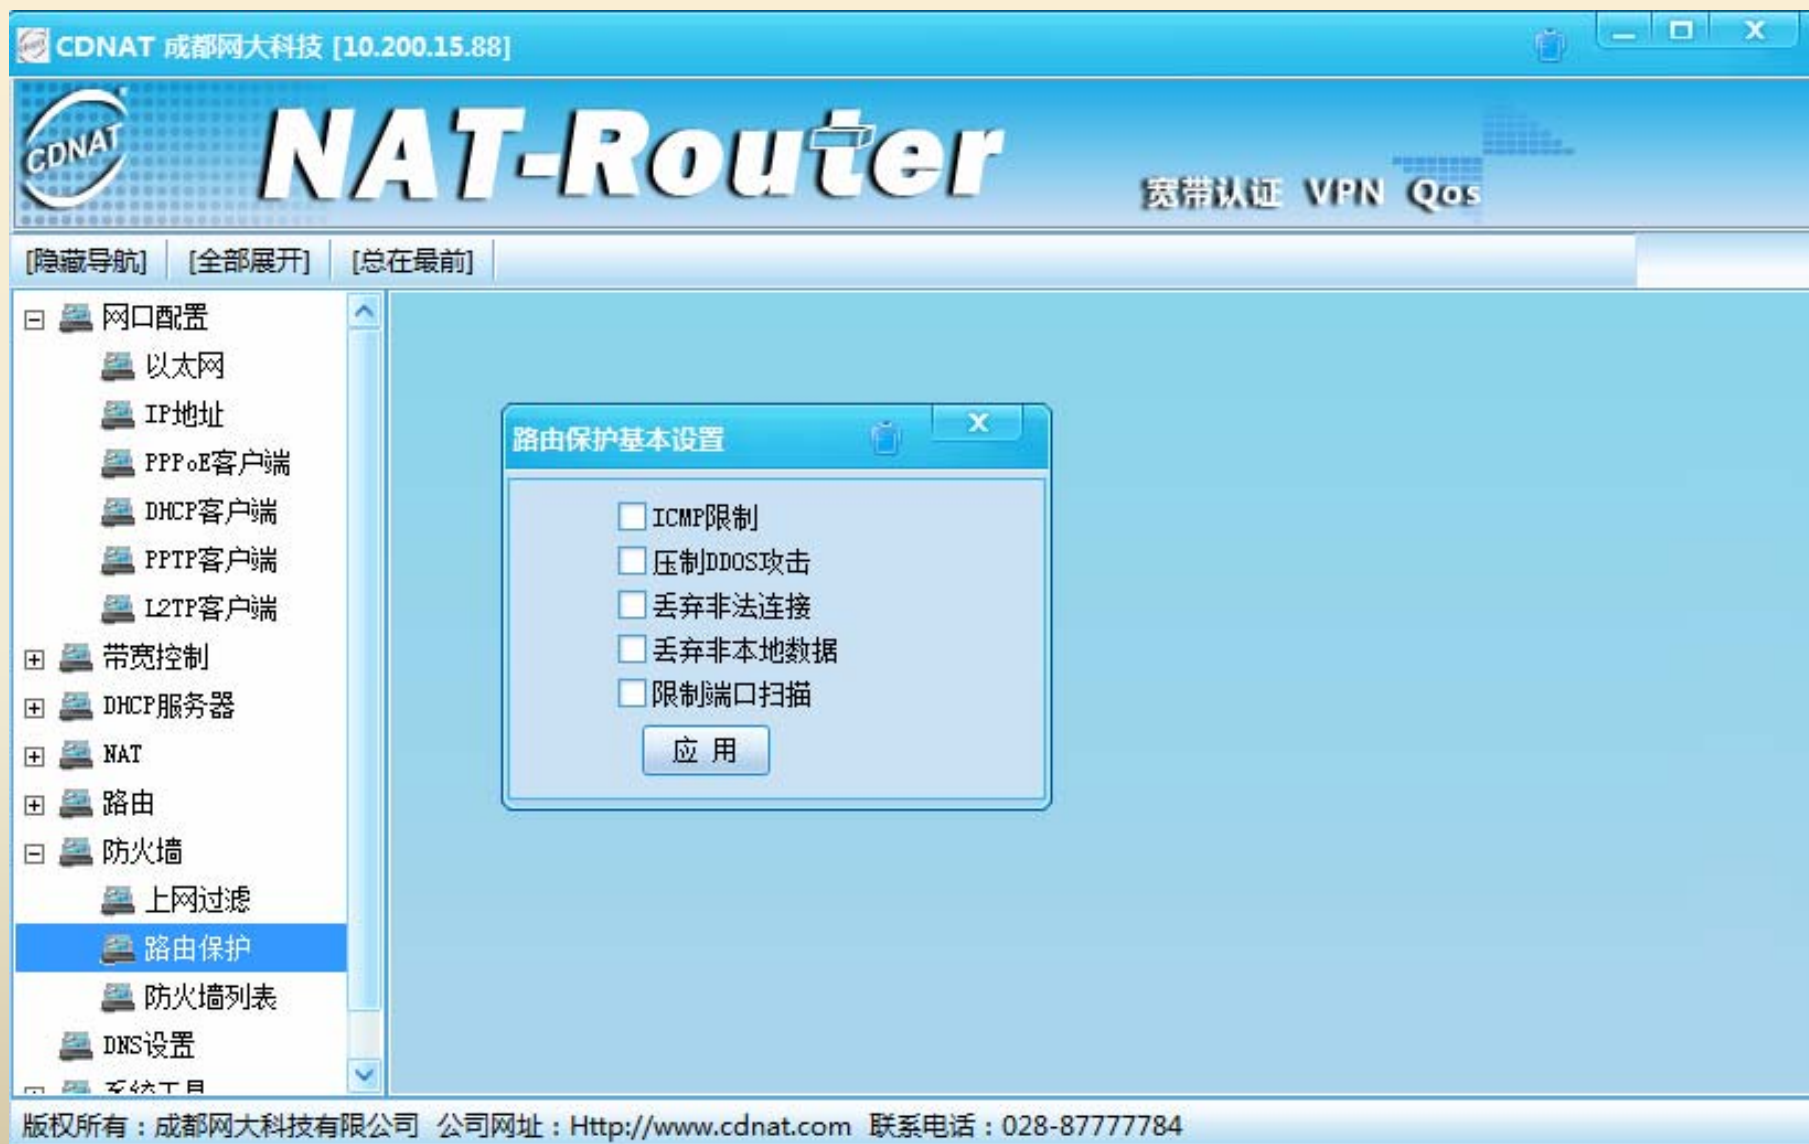 CDNAT 成都网大科技 [10.200.15.88]
CDNAT
NAT-Router
宽带认证 VPN Qos
[隐藏导航] [全部展开] [总在最前]
网口配置
以太网
IP地址
PPPoE客户端
DHCP客户端
PPTP客户端
L2TP客户端
带宽控制
DHCP服务器
NAT
路由
防火墙
上网过滤
路由保护
防火墙列表
DNS设置
系统工具
路由保护基本设置
ICMP限制
压制DDOS攻击
丢弃非法连接
丢弃非本地数据
限制端口扫描
应 用
版权所有：成都网大科技有限公司 公司网址：Http://www.cdnat.com 联系电话：028-87777784